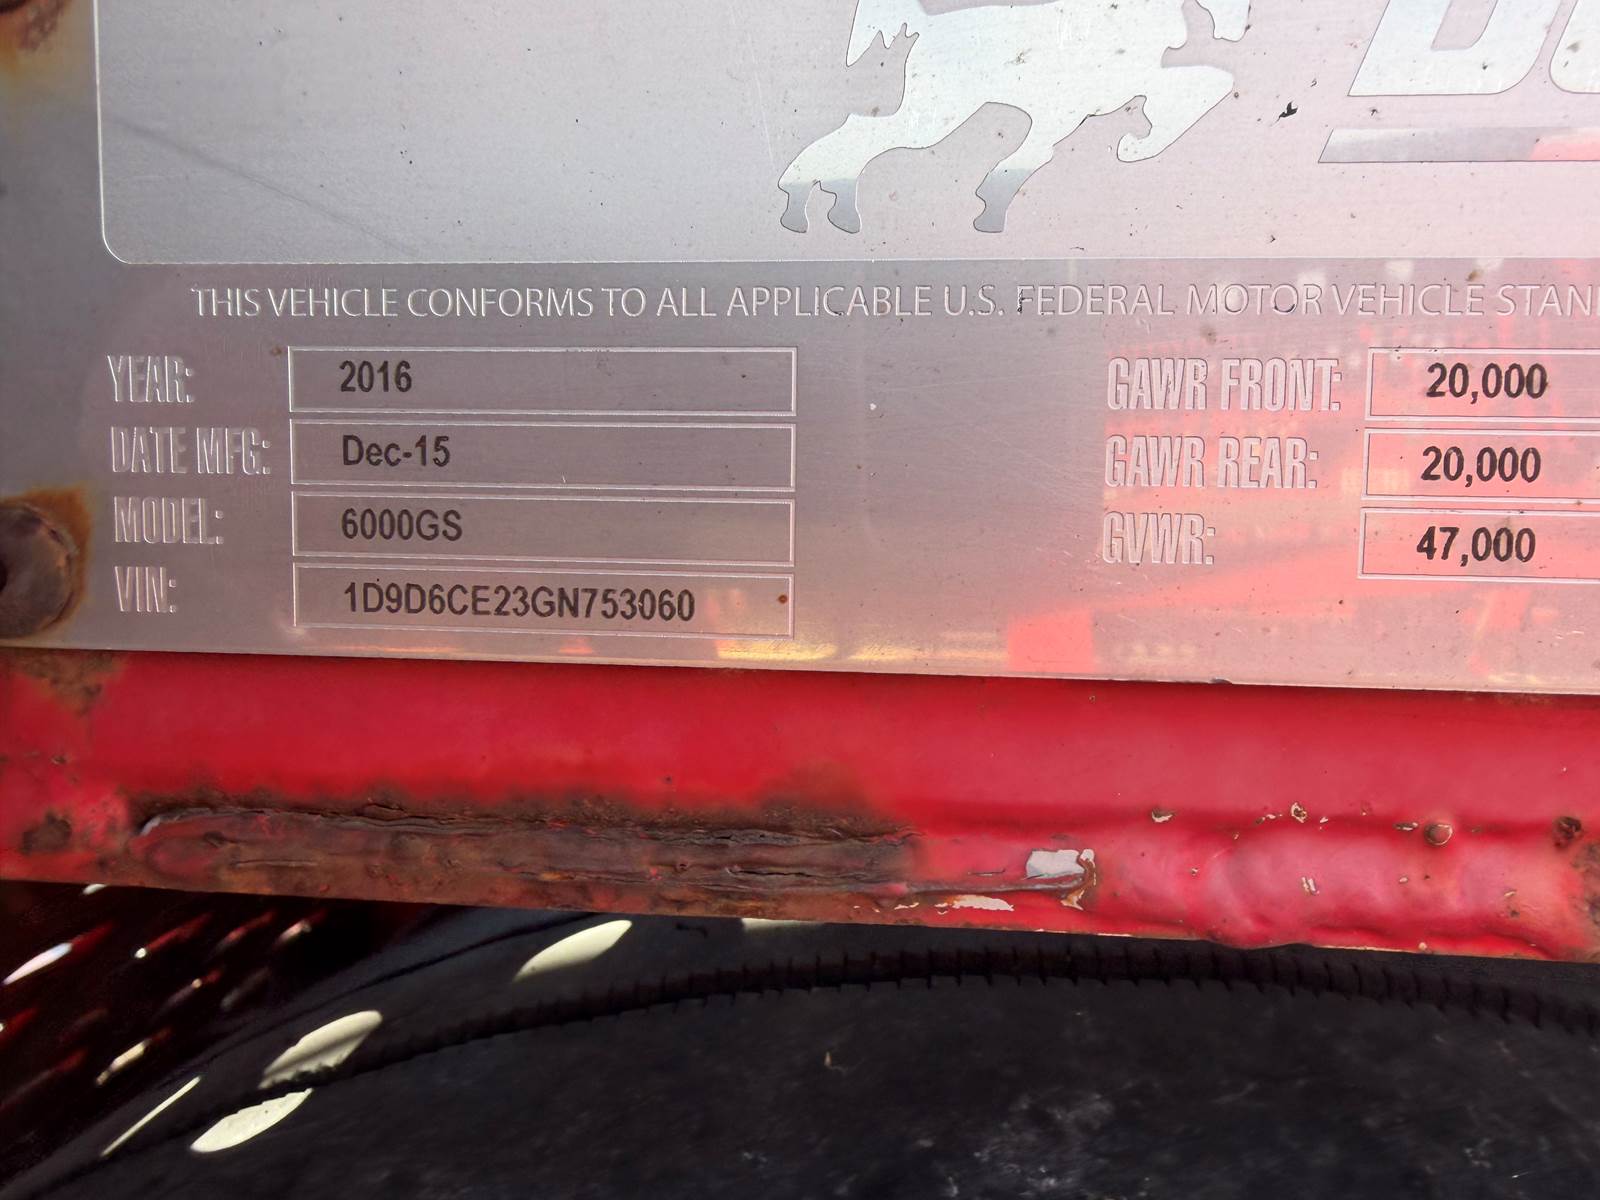 THIS VEHICLE CONFORMS TO ALL APPLICABLE U.S. FEDERAL MOTOR VEHICLE
YEAR: 2016
GAWR FRONT: 20,000
DATE MFG: Dec-15
GAWR REAR: 20,000
MODEL: 6000GS
GVWR: 47,000
VIN: 1D9D6CE23GN753060